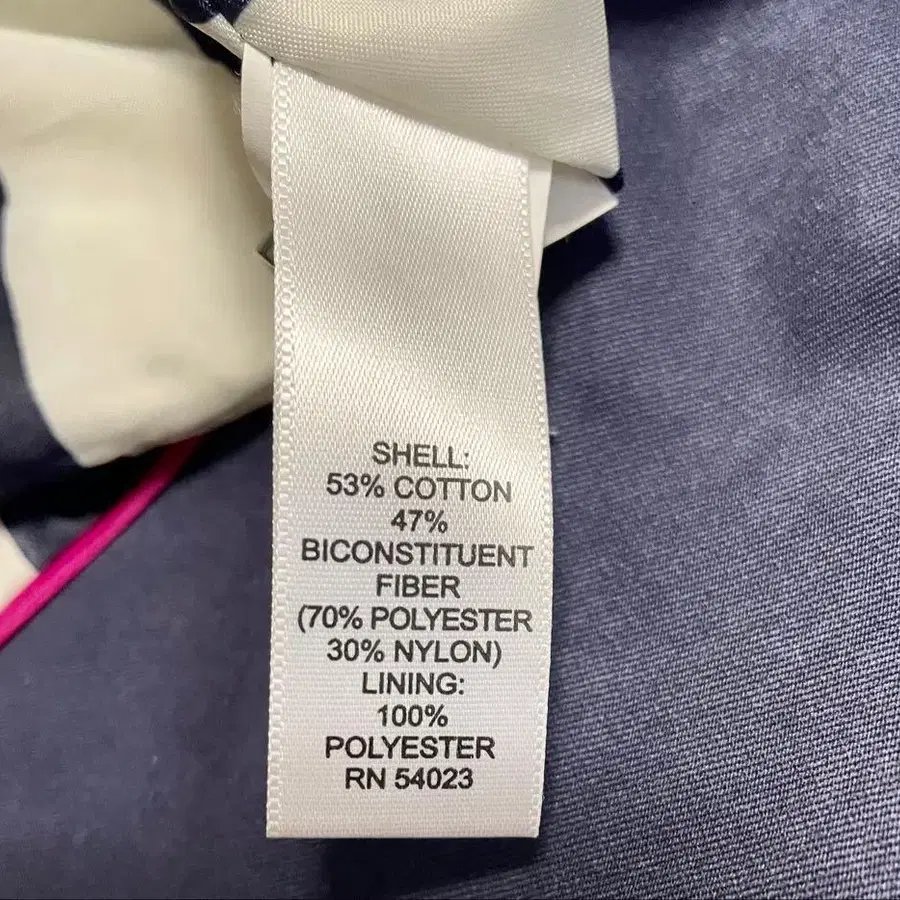 SHELL:
53% COTTON
47%
BICONSTITUENT
FIBER
(70% POLYESTER
30% NYLON)
LINING:
100%
POLYESTER
RN 54023